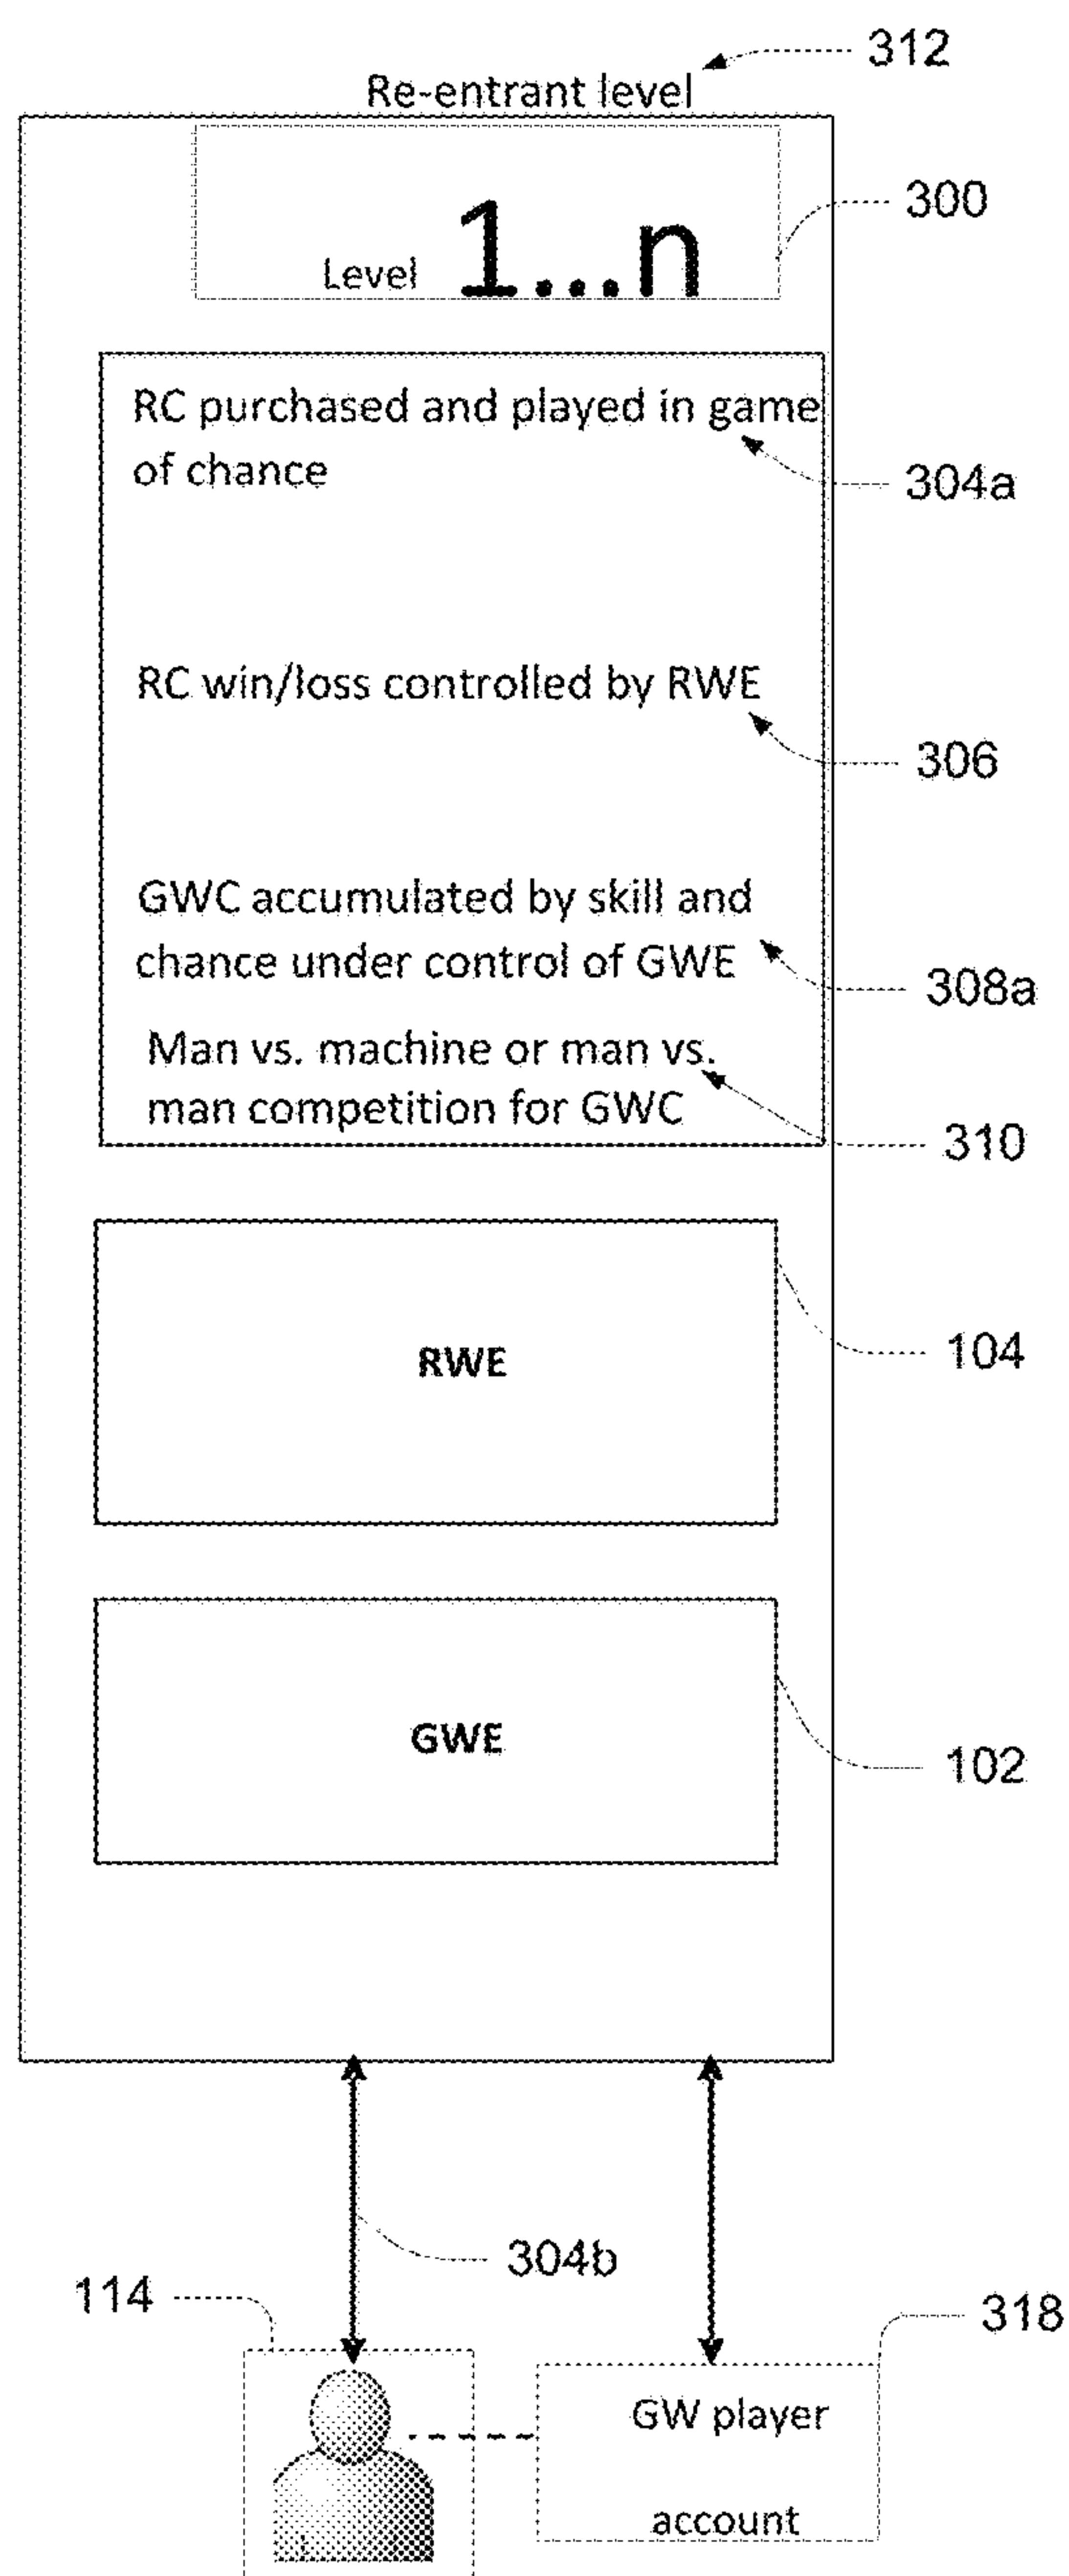 312
Re-entrant level
300
Level 1...n
RC purchased and played in game
of chance
304a
RC win/loss controlled by RWE
306
GWC accumulated by skill and
chance under control of GWE
308a
Man vs. machine or man vs.
man competition for GWC
310
RWE
104
GWE
102
304b
114
318
GW player
account